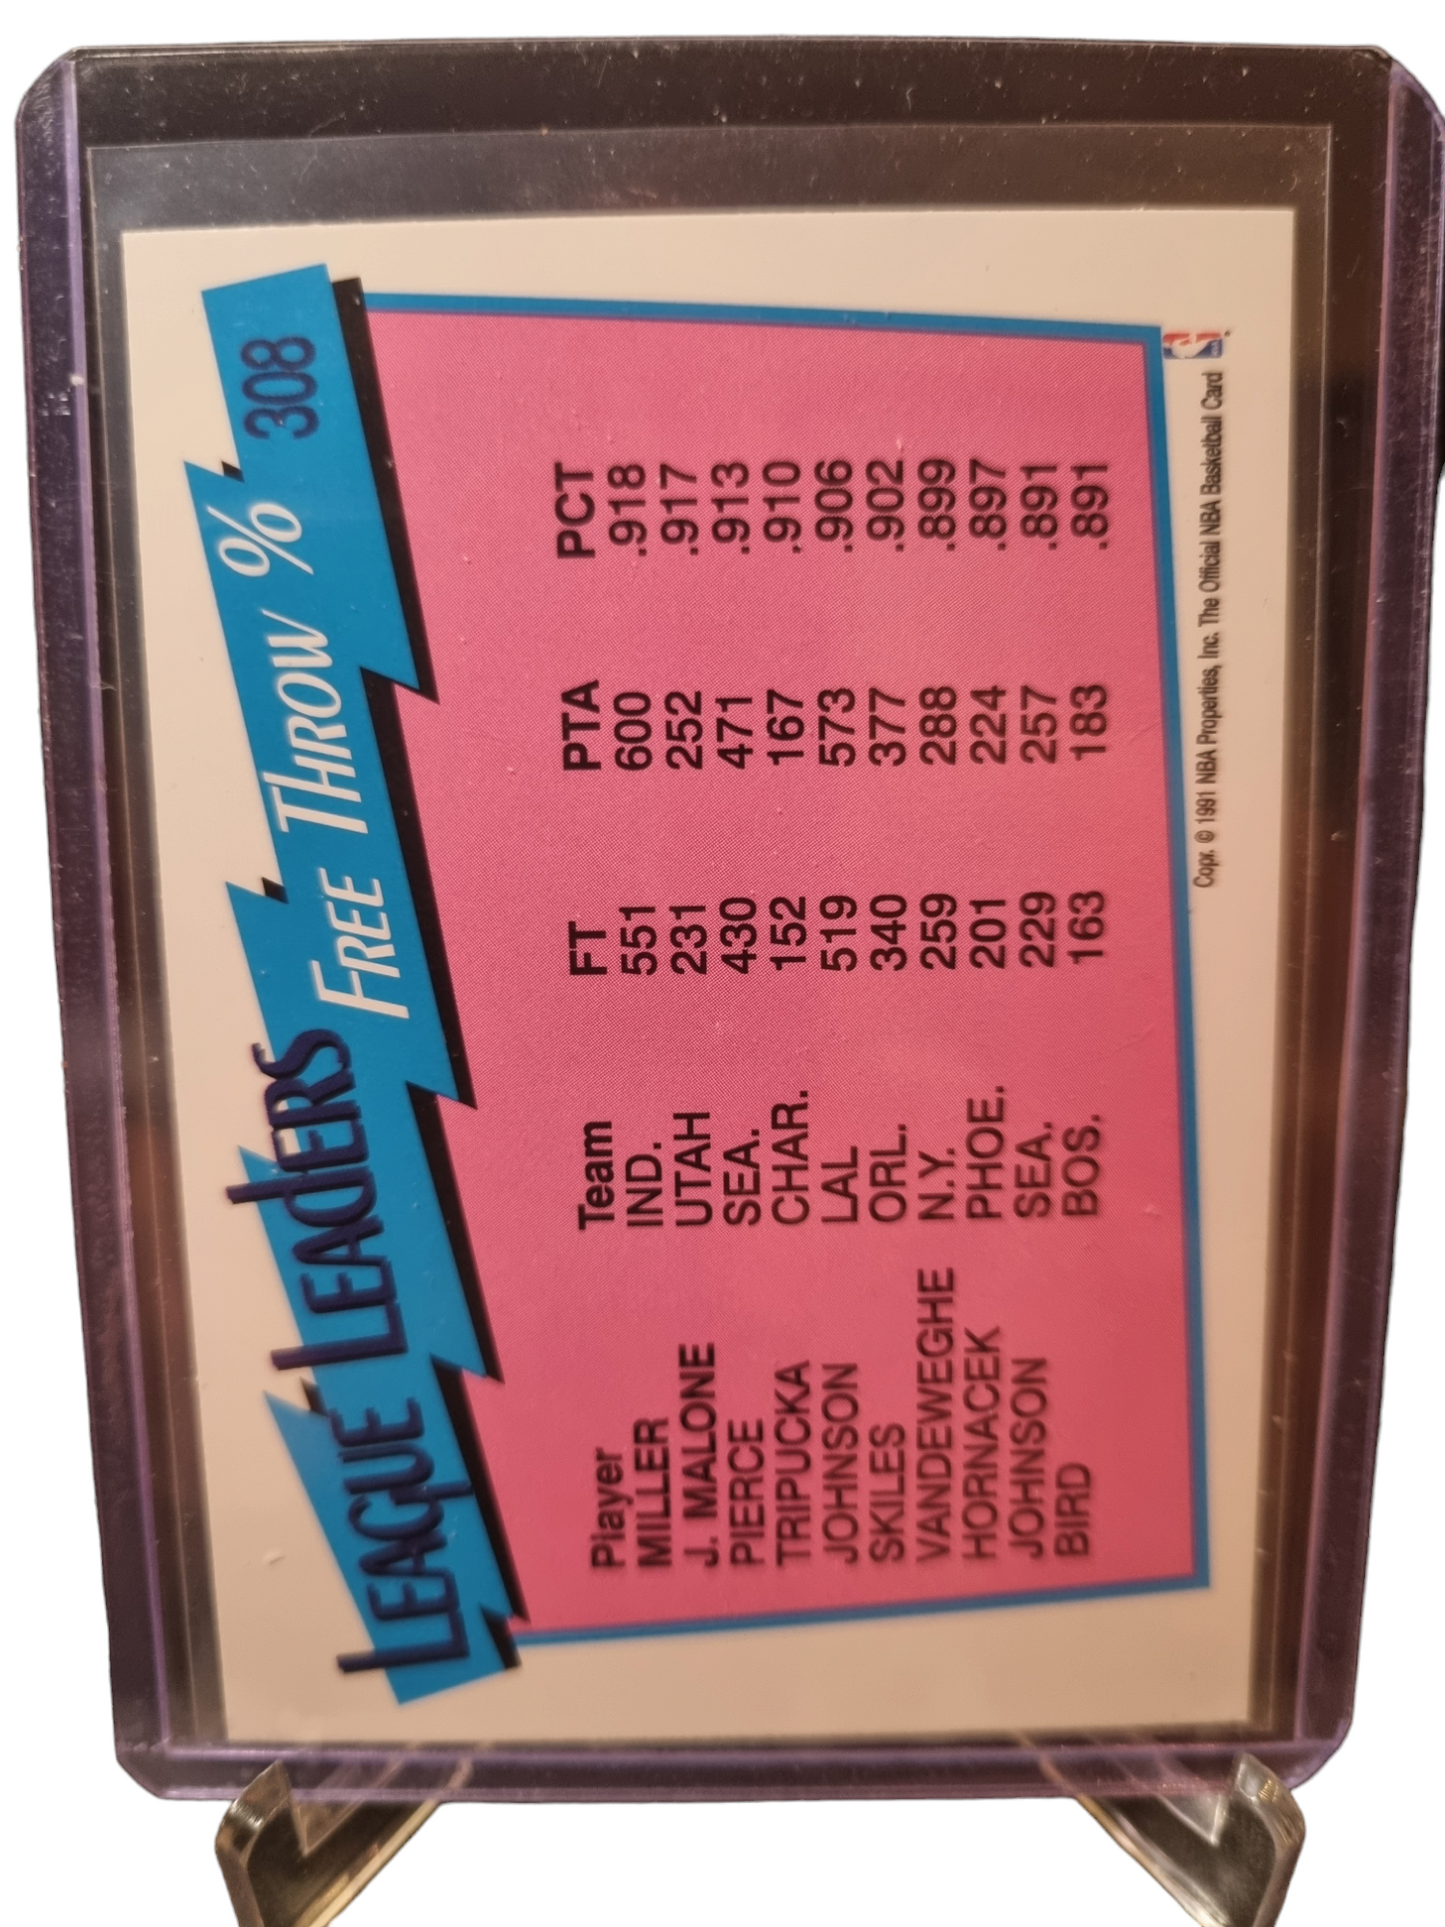 LEAGUE LEADERS FREE THROW % 308
Player Team FT PTA PCT
MILLER IND. 551 600 .918
J. MALONE UTAH 231 252 .917
PIERCE SEA. 430 471 .913
TRIPUCKA CHAR. 152 167 .910
JOHNSON LAL 519 573 .906
SKILES ORL. 340 377 .902
VANDEWEGHE N.Y. 259 288 .899
HORNACEK PHOE. 201 224 .897
JOHNSON SEA. 229 257 .891
BIRD BOS. 163 183 .891
Copr. © 1991 NBA Properties, Inc. The Official NBA Basketball Card